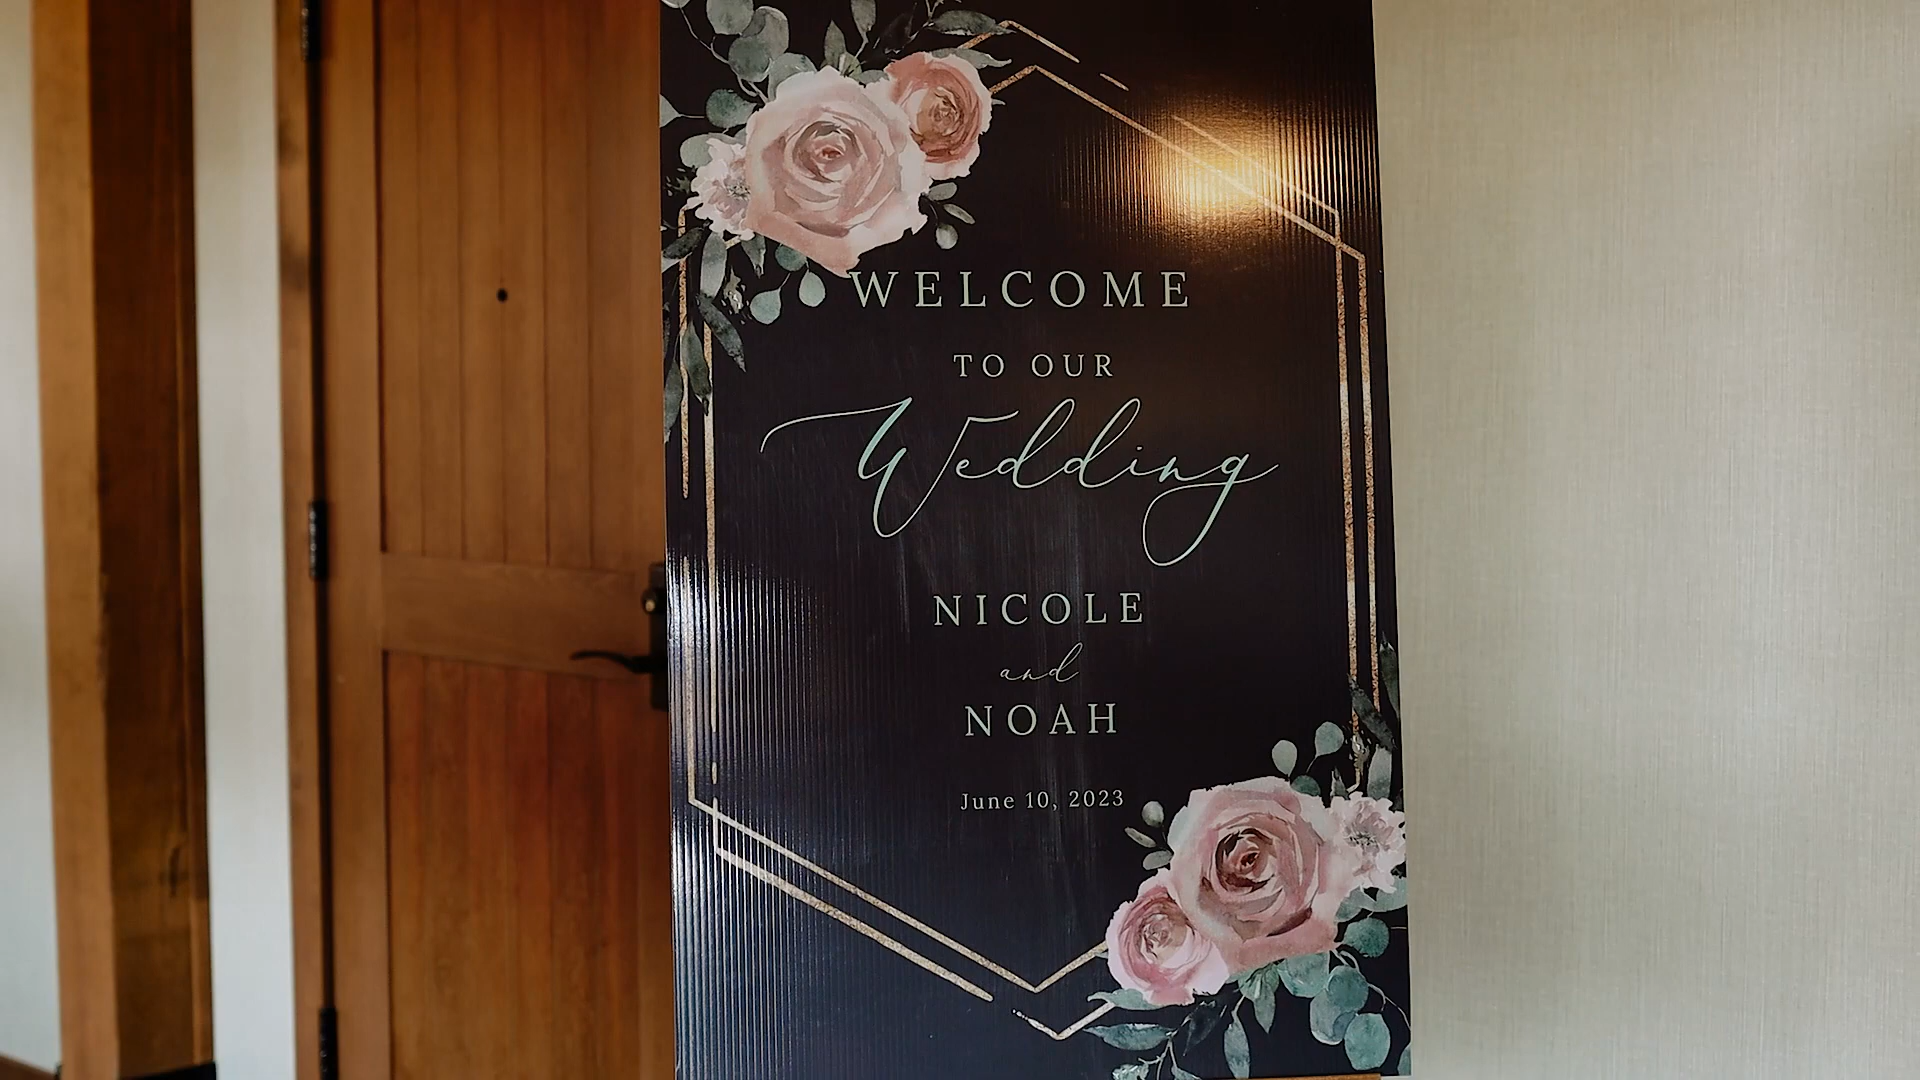 WELCOME
TO OUR
Wedding
NICOLE
and
NOAH
June 10, 2023